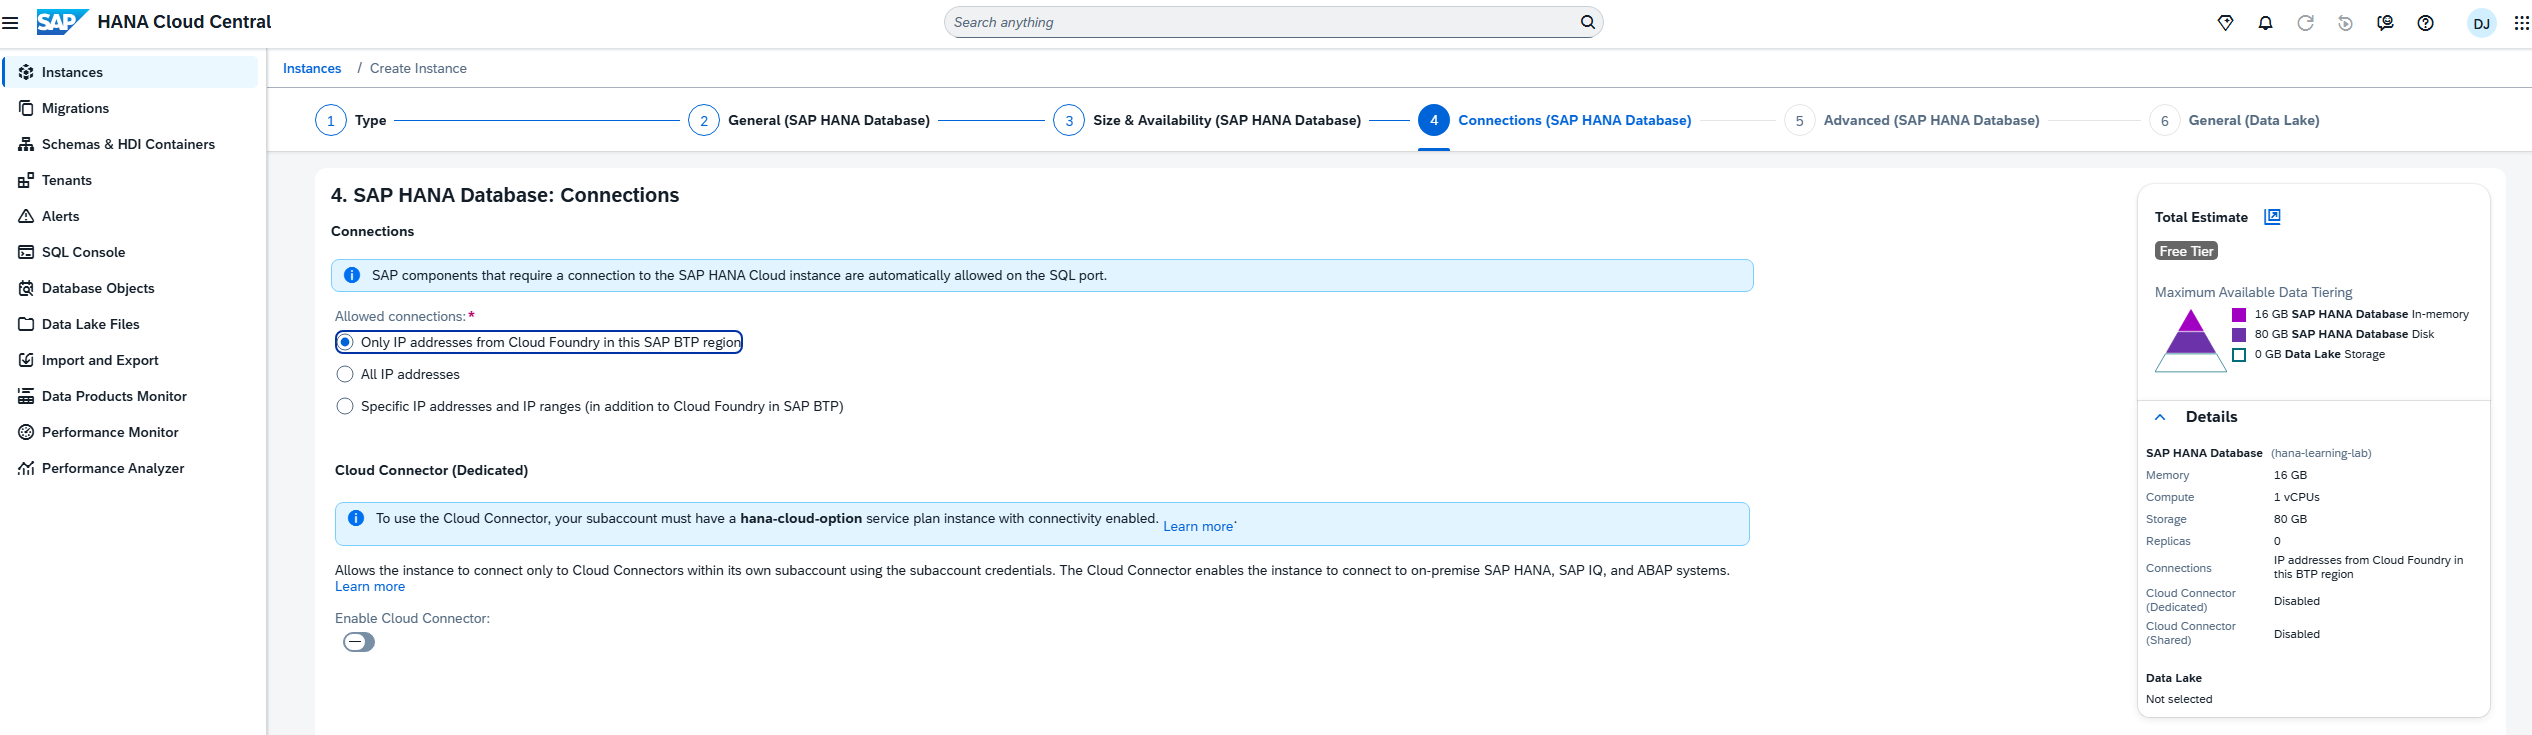 SAP HANA Cloud Central
Search anything
DJ
Instances
Migrations
Schemas & HDI Containers
Tenants
Alerts
SQL Console
Database Objects
Data Lake Files
Import and Export
Data Products Monitor
Performance Monitor
Performance Analyzer
Instances / Create Instance
1 Type
2 General (SAP HANA Database)
3 Size & Availability (SAP HANA Database)
4 Connections (SAP HANA Database)
5 Advanced (SAP HANA Database)
6 General (Data Lake)
4. SAP HANA Database: Connections
Connections
SAP components that require a connection to the SAP HANA Cloud instance are automatically allowed on the SQL port.
Allowed connections:*
Only IP addresses from Cloud Foundry in this SAP BTP region
All IP addresses
Specific IP addresses and IP ranges (in addition to Cloud Foundry in SAP BTP)
Cloud Connector (Dedicated)
To use the Cloud Connector, your subaccount must have a hana-cloud-option service plan instance with connectivity enabled. Learn more.
Allows the instance to connect only to Cloud Connectors within its own subaccount using the subaccount credentials. The Cloud Connector enables the instance to connect to on-premise SAP HANA, SAP IQ, and ABAP systems.
Learn more
Enable Cloud Connector:
Total Estimate
Free Tier
Maximum Available Data Tiering
16 GB SAP HANA Database In-memory
80 GB SAP HANA Database Disk
0 GB Data Lake Storage
Details
SAP HANA Database (hana-learning-lab)
Memory 16 GB
Compute 1 vCPUs
Storage 80 GB
Replicas 0
Connections IP addresses from Cloud Foundry in
this BTP region
Cloud Connector
(Dedicated) Disabled
Cloud Connector
(Shared) Disabled
Data Lake
Not selected